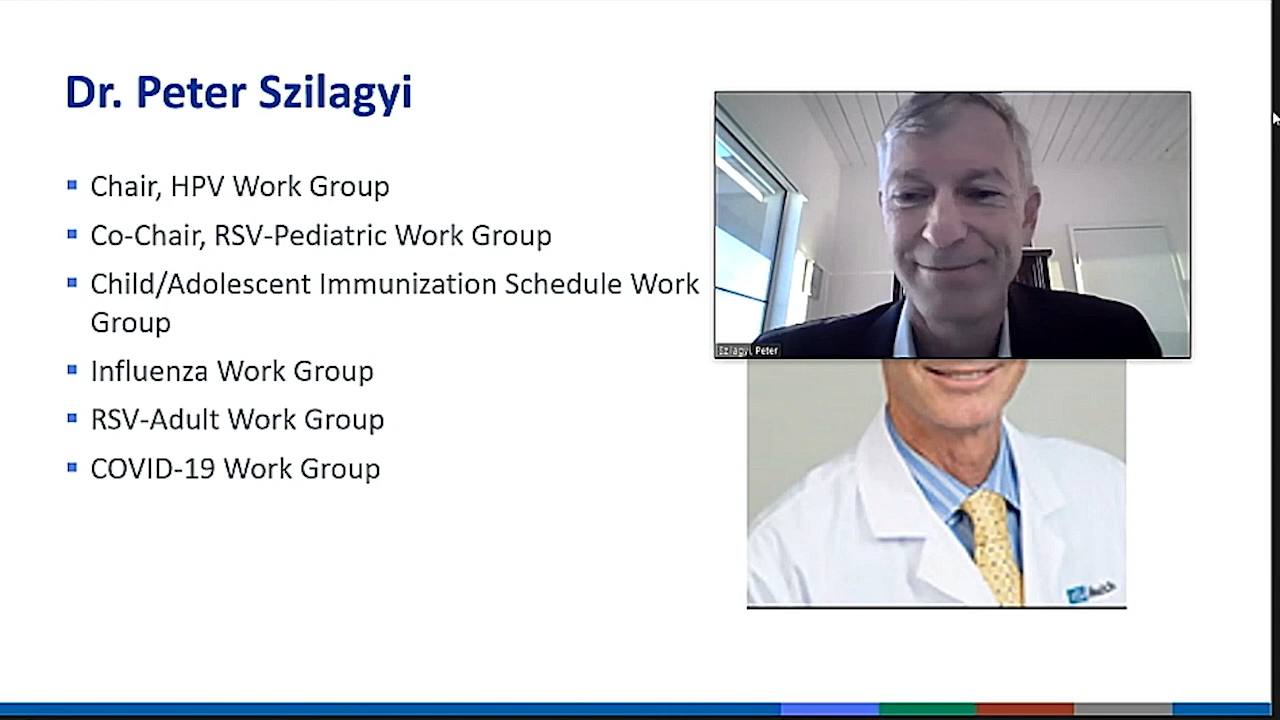 Dr. Peter Szilagyi
Chair, HPV Work Group
Co-Chair, RSV-Pediatric Work Group
Child/Adolescent Immunization Schedule Work
Group
Influenza Work Group
RSV-Adult Work Group
COVID-19 Work Group
Szilagyi, Peter